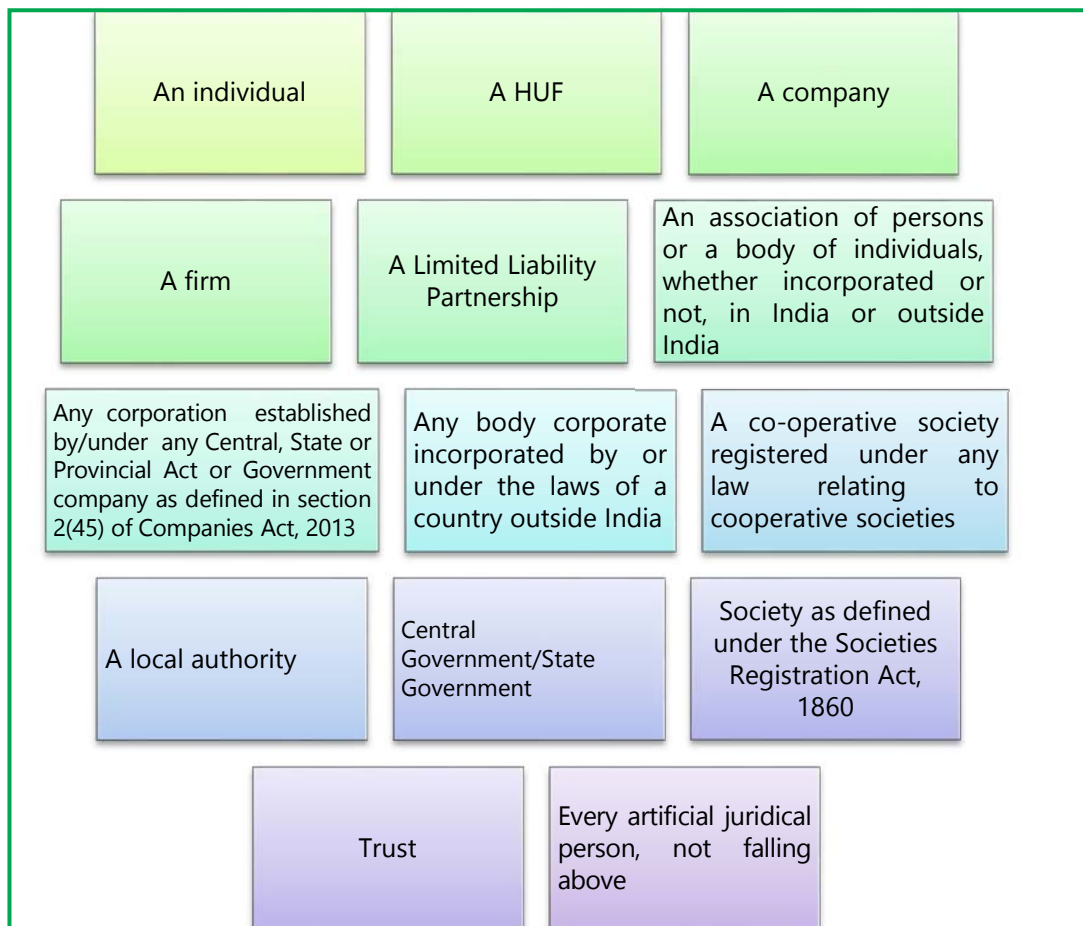 An individual
A HUF
A company
A firm
A Limited Liability
Partnership
An association of persons
or a body of individuals,
whether incorporated or
not, in India or outside
India
Any corporation established
by/under any Central, State or
Provincial Act or Government
company as defined in section
2(45) of Companies Act, 2013
Any body corporate
incorporated by or
under the laws of a
country outside India
A co-operative society
registered under any
law relating to
cooperative societies
A local authority
Central
Government/State
Government
Society as defined
under the Societies
Registration Act,
1860
Trust
Every artificial juridical
person, not falling
above